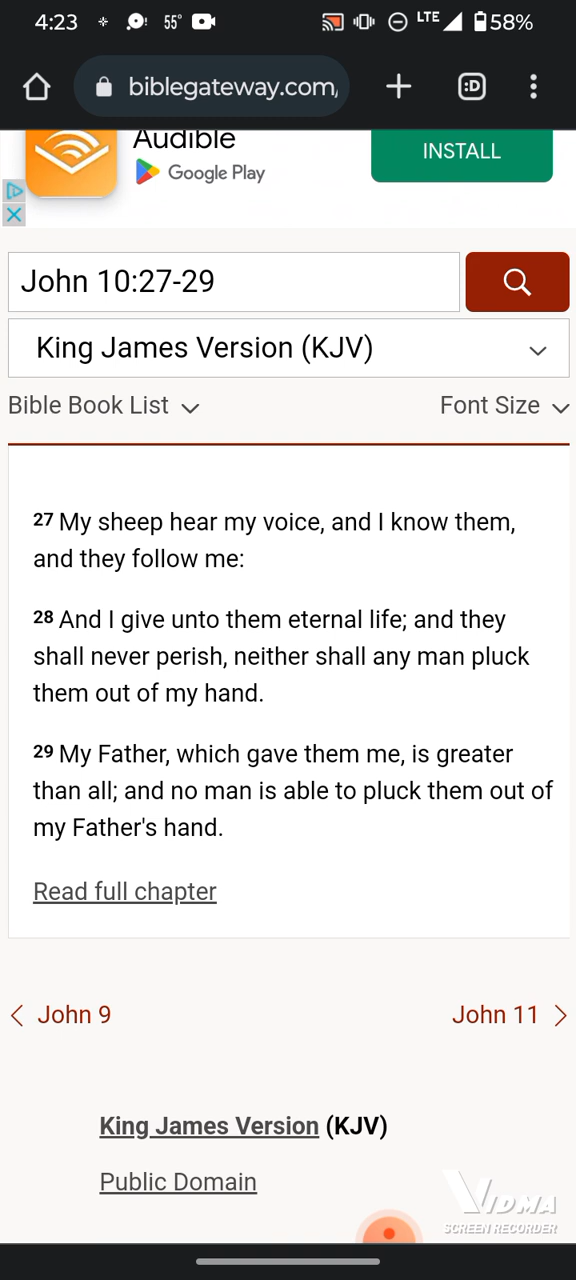 4:23 55° LTE 58%
biblegateway.com/ :D
Audible
Google Play
INSTALL
John 10:27-29
King James Version (KJV)
Bible Book List Font Size
27 My sheep hear my voice, and I know them,
and they follow me:
28 And I give unto them eternal life; and they
shall never perish, neither shall any man pluck
them out of my hand.
29 My Father, which gave them me, is greater
than all; and no man is able to pluck them out of
my Father's hand.
Read full chapter
John 9 John 11
King James Version (KJV)
Public Domain
VIDMA
SCREEN RECORDER